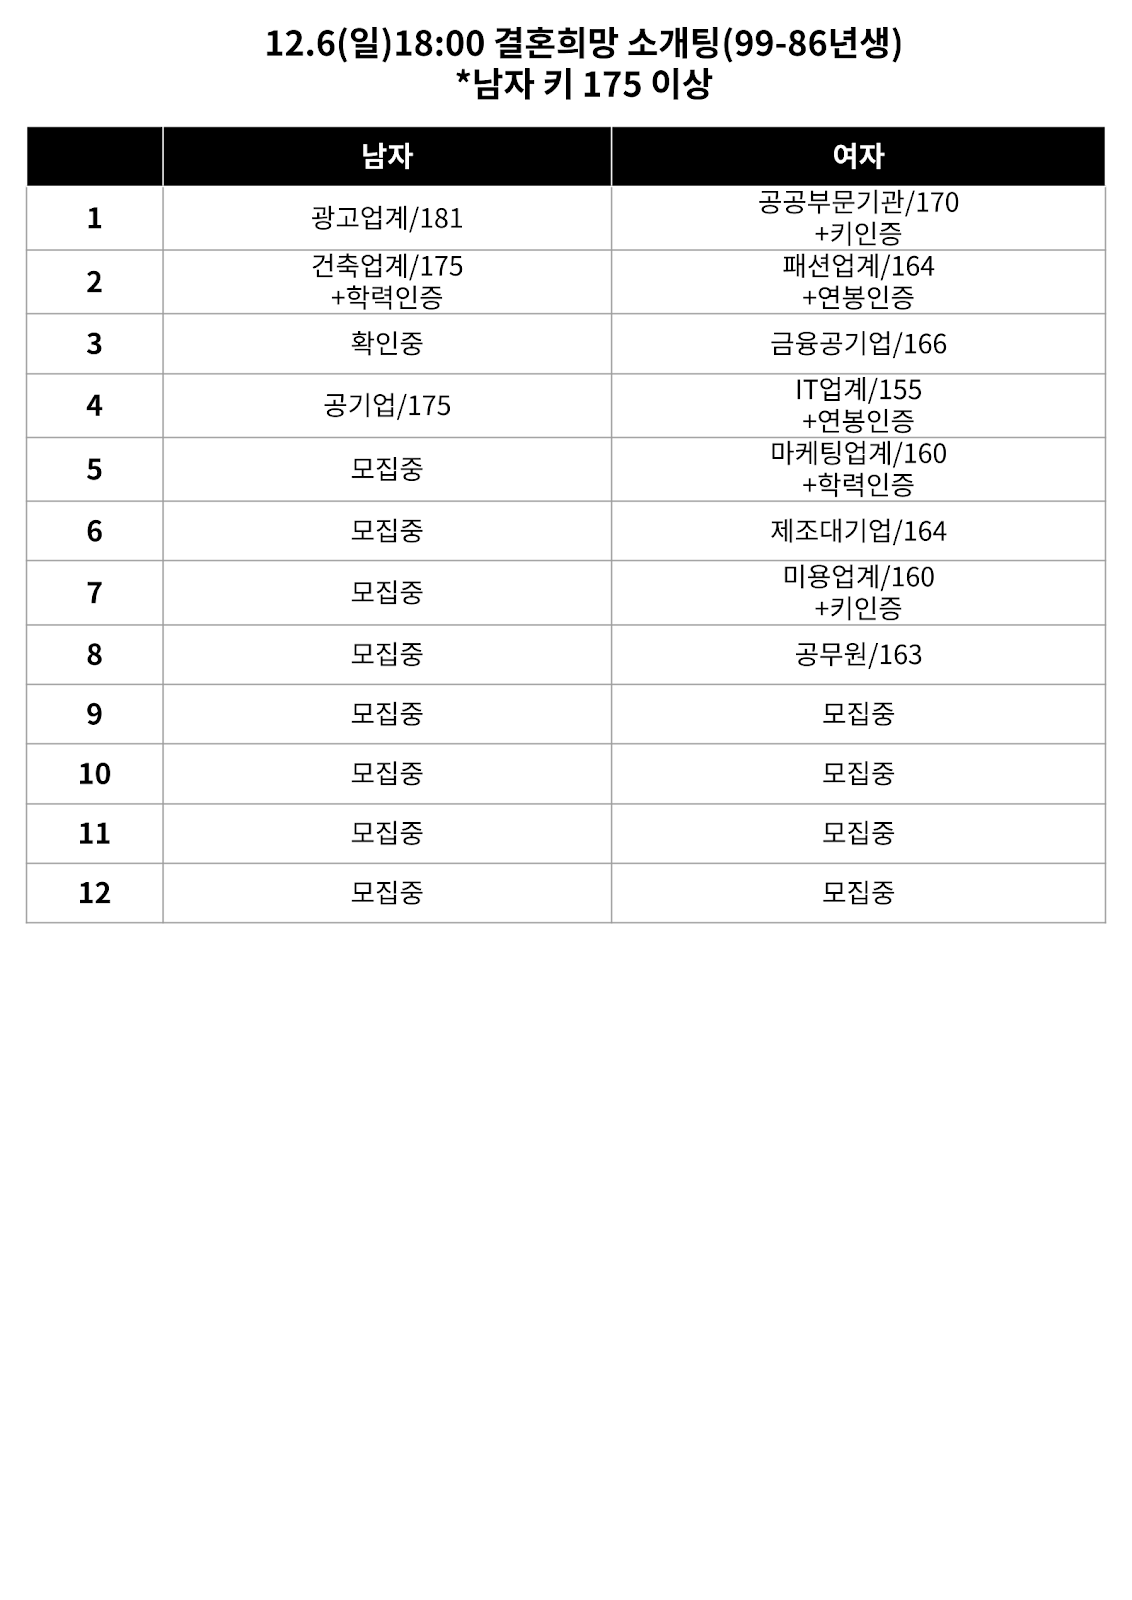 12.6(일)18:00 결혼희망 소개팅(99-86년생)
*남자 키 175 이상
남자 여자
1 광고업계/181 공공부문기관/170
+키인증
2 건축업계/175 패션업계/164
+학력인증 +연봉인증
3 확인중 금융공기업/166
4 공기업/175 IT업계/155
+연봉인증
5 모집중 마케팅업계/160
+학력인증
6 모집중 제조대기업/164
7 모집중 미용업계/160
+키인증
8 모집중 공무원/163
9 모집중 모집중
10 모집중 모집중
11 모집중 모집중
12 모집중 모집중